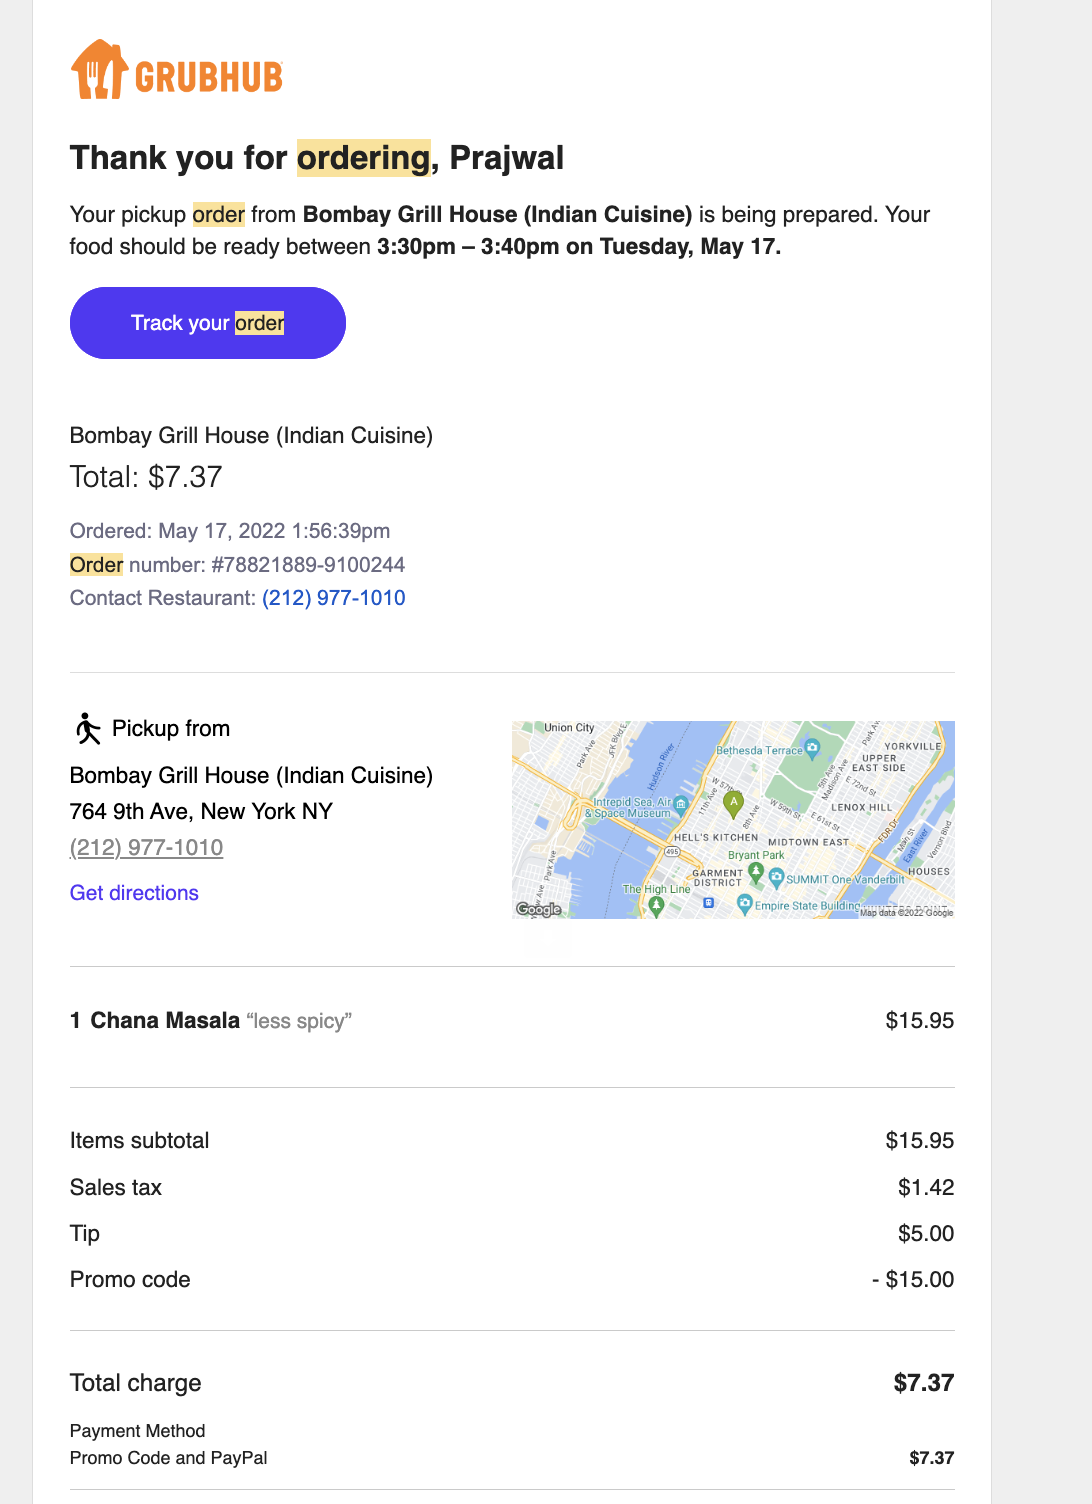 GRUBHUB
Thank you for ordering, Prajwal
Your pickup order from Bombay Grill House (Indian Cuisine) is being prepared. Your
food should be ready between 3:30pm – 3:40pm on Tuesday, May 17.
Track your order
Bombay Grill House (Indian Cuisine)
Total: $7.37
Ordered: May 17, 2022 1:56:39pm
Order number: #78821889-9100244
Contact Restaurant: (212) 977-1010
Pickup from
Bombay Grill House (Indian Cuisine)
764 9th Ave, New York NY
(212) 977-1010
Get directions
Union City
Park Ave
JFK Blvd E
Hudson River
Bethesda Terrace
Park Av
YORKVILLE
UPPER
EAST SIDE
5th Ave
Madison Ave
E 72nd St
W 57th
11th Ave
A
8th Ave
W 59th St
E 61st St
LENOX HILL
Intrepid Sea, Air
& Space Museum
HELL'S KITCHEN
MIDTOWN EAST
FDR Dr
Main St
East River
Vernon Blvd
495
Bryant Park
Park Ave
GARMENT
DISTRICT
SUMMIT One Vanderbilt
HOUSES
The High Line
Empire State Building
Google
Map data ©2022 Google
1 Chana Masala “less spicy” $15.95
Items subtotal $15.95
Sales tax $1.42
Tip $5.00
Promo code - $15.00
Total charge $7.37
Payment Method
Promo Code and PayPal $7.37